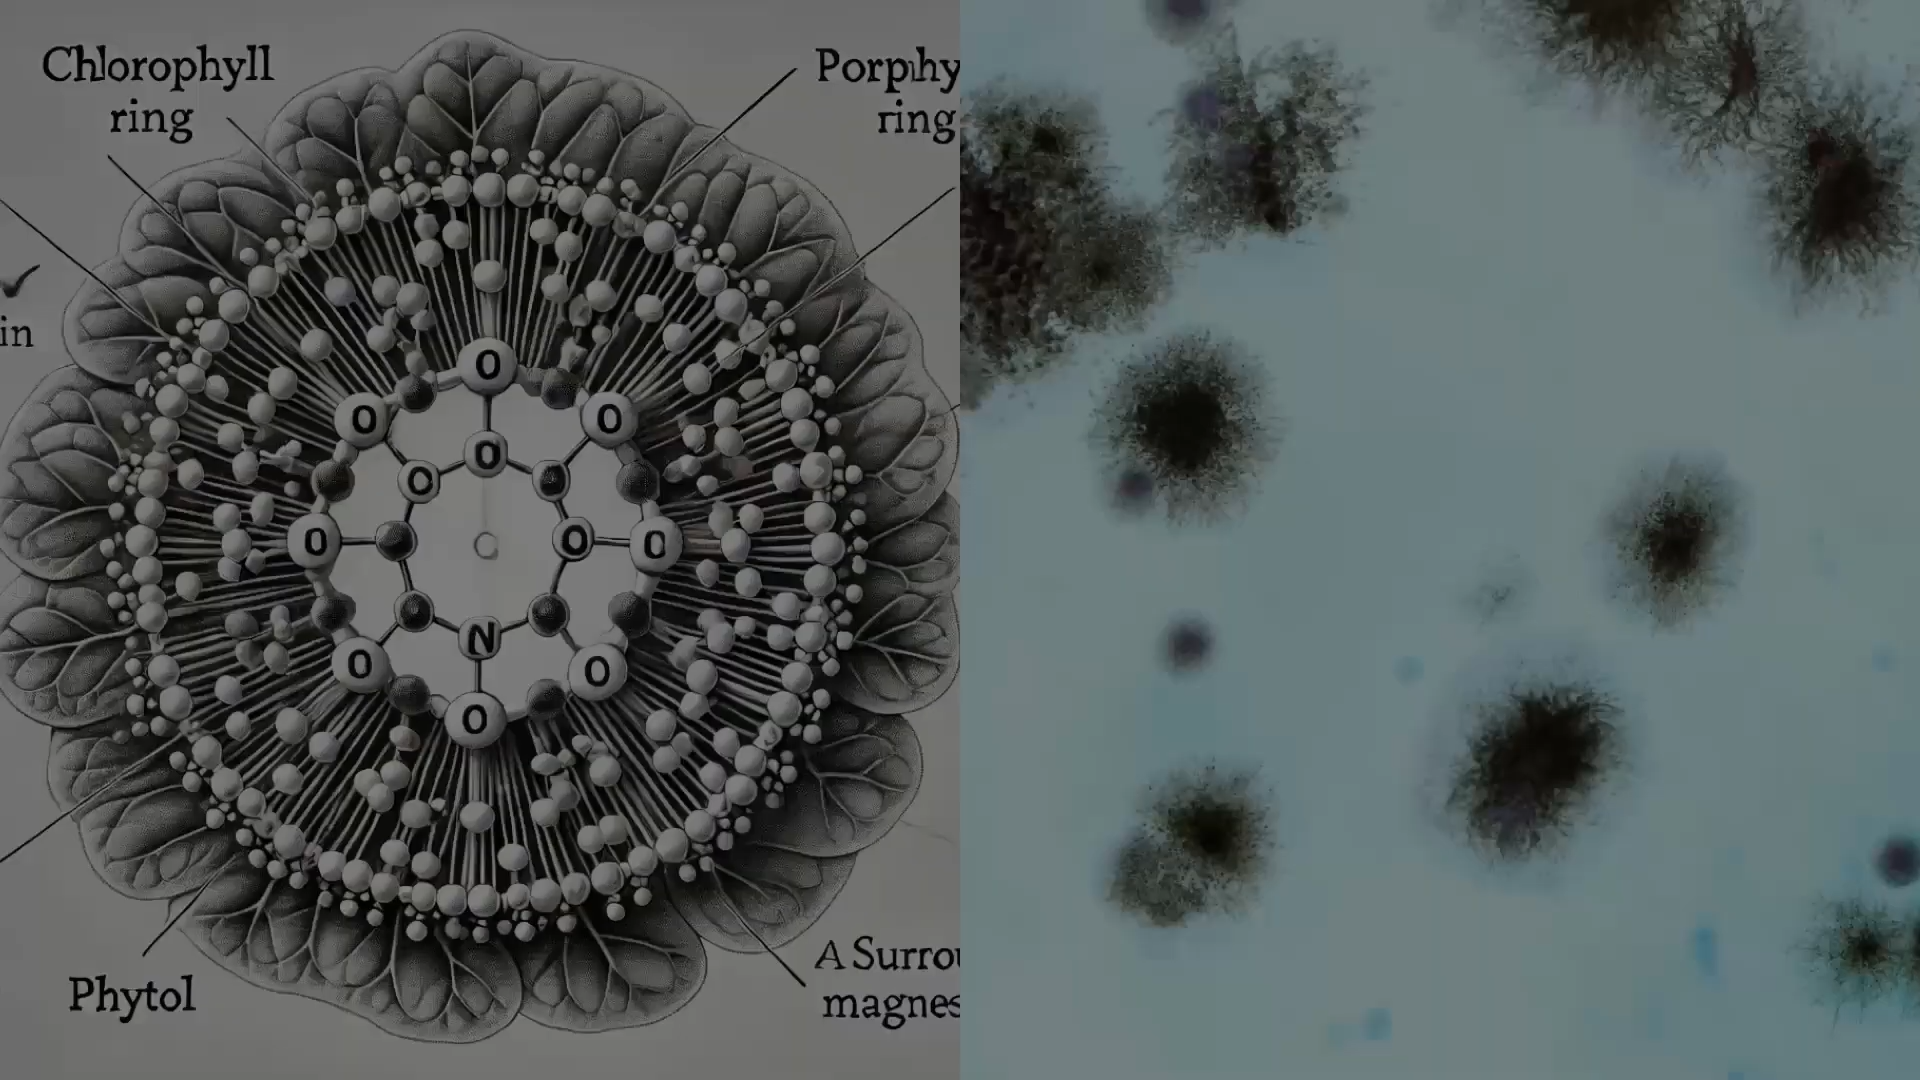 Chlorophyll
ring
Porphy
ring
in
O
O
O
O
O
O
O
O
N
O
O
O
Phytol
A Surrou
magnes